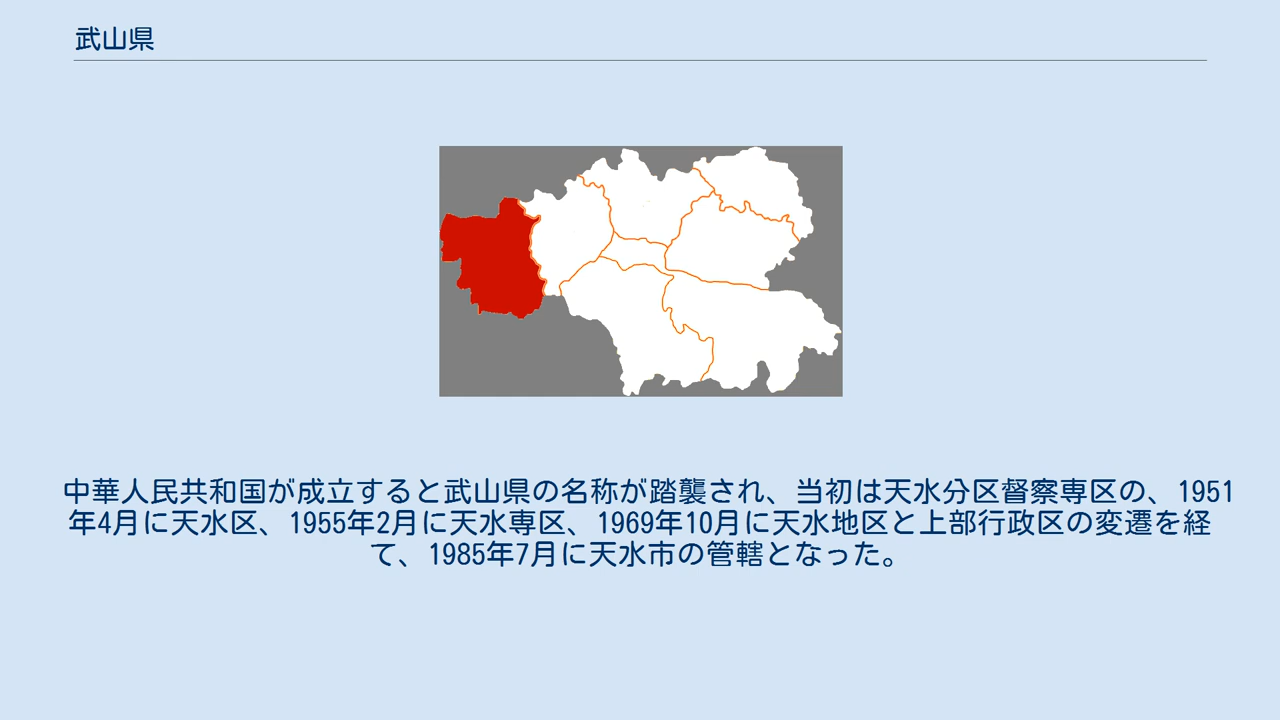 武山県
中華人民共和国が成立すると武山県の名称が踏襲され、当初は天水分区督察専区の、1951
年4月に天水区、1955年2月に天水専区、1969年10月に天水地区と上部行政区の変遷を経
て、1985年7月に天水市の管轄となった。